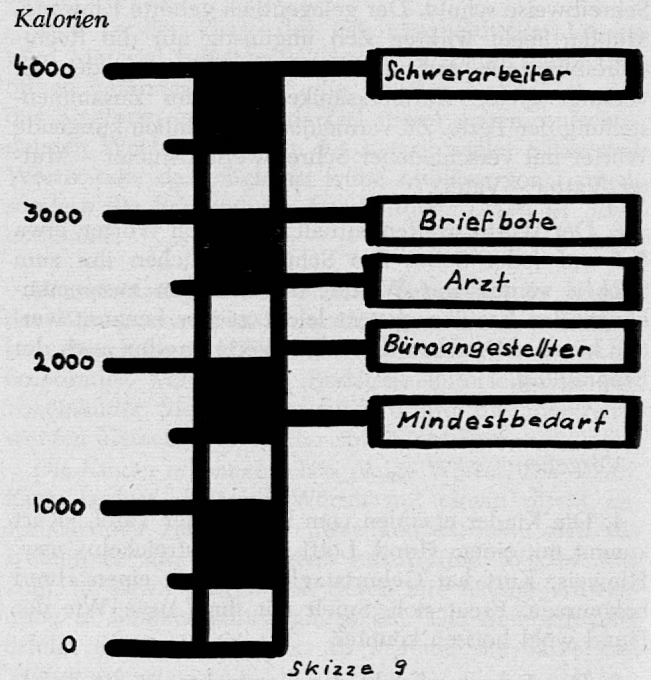 Kalorien
4000 Schwerarbeiter
3000 Briefbote
Arzt
Büroangestellter
2000
Mindestbedarf
1000
0
Skizze 9